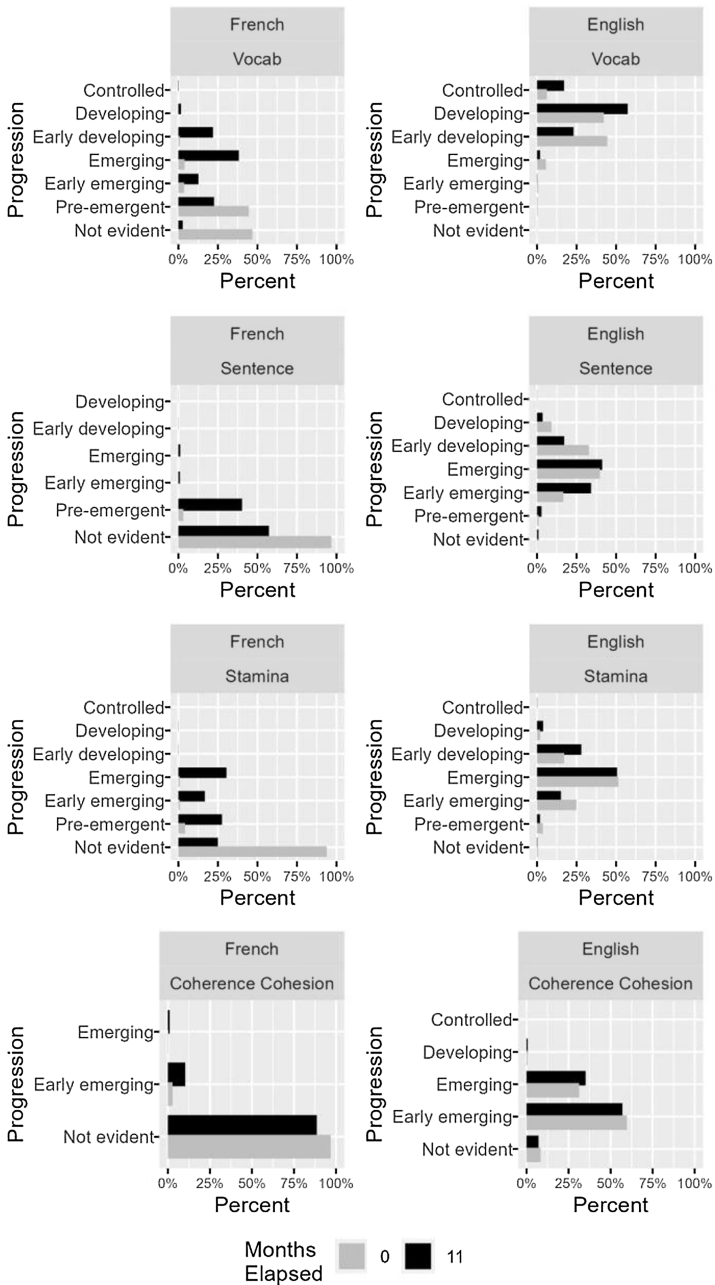 French
Vocab
Progression
Controlled
Developing
Early developing
Emerging
Early emerging
Pre-emergent
Not evident
0% 25% 50% 75% 100%
Percent
English
Vocab
Progression
Controlled
Developing
Early developing
Emerging
Early emerging
Pre-emergent
Not evident
0% 25% 50% 75% 100%
Percent
French
Sentence
Progression
Developing
Early developing
Emerging
Early emerging
Pre-emergent
Not evident
0% 25% 50% 75% 100%
Percent
English
Sentence
Progression
Controlled
Developing
Early developing
Emerging
Early emerging
Pre-emergent
Not evident
0% 25% 50% 75% 100%
Percent
French
Stamina
Progression
Controlled
Developing
Early developing
Emerging
Early emerging
Pre-emergent
Not evident
0% 25% 50% 75% 100%
Percent
English
Stamina
Progression
Controlled
Developing
Early developing
Emerging
Early emerging
Pre-emergent
Not evident
0% 25% 50% 75% 100%
Percent
French
Coherence Cohesion
Progression
Emerging
Early emerging
Not evident
0% 25% 50% 75% 100%
Percent
English
Coherence Cohesion
Progression
Controlled
Developing
Emerging
Early emerging
Not evident
0% 25% 50% 75% 100%
Percent
Months
Elapsed
0 11